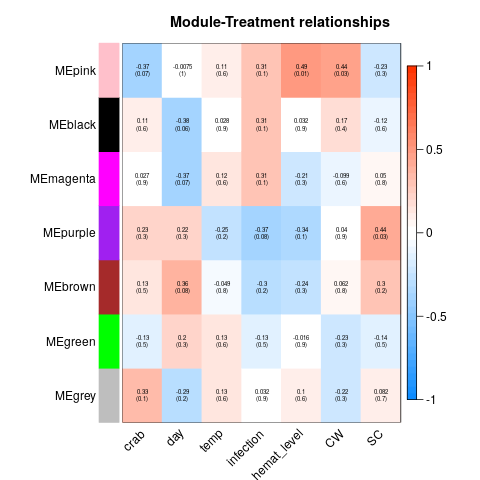 Module-Treatment relationships
MEpink
-0.37 -0.0075 0.11 0.31 0.49 0.44 -0.23
(0.07) (1) (0.6) (0.1) (0.01) (0.03) (0.3)
MEblack
0.11 -0.38 0.028 0.31 0.032 0.17 -0.12
(0.6) (0.06) (0.9) (0.1) (0.9) (0.4) (0.6)
MEmagenta
0.027 -0.37 0.12 0.31 -0.21 -0.099 0.05
(0.9) (0.07) (0.6) (0.1) (0.3) (0.6) (0.8)
MEpurple
0.23 0.22 -0.25 -0.37 -0.34 0.04 0.44
(0.3) (0.3) (0.2) (0.08) (0.1) (0.9) (0.03)
MEbrown
0.13 0.36 -0.049 -0.3 -0.24 0.062 0.3
(0.5) (0.08) (0.8) (0.2) (0.3) (0.8) (0.2)
MEgreen
-0.13 0.2 0.13 -0.13 -0.016 -0.23 -0.14
(0.5) (0.3) (0.6) (0.5) (0.9) (0.3) (0.5)
MEgrey
0.33 -0.29 0.13 0.032 0.1 -0.22 0.082
(0.1) (0.2) (0.6) (0.9) (0.6) (0.3) (0.7)
crab day temp infection hemat_level CW SC
1
0.5
0
-0.5
-1